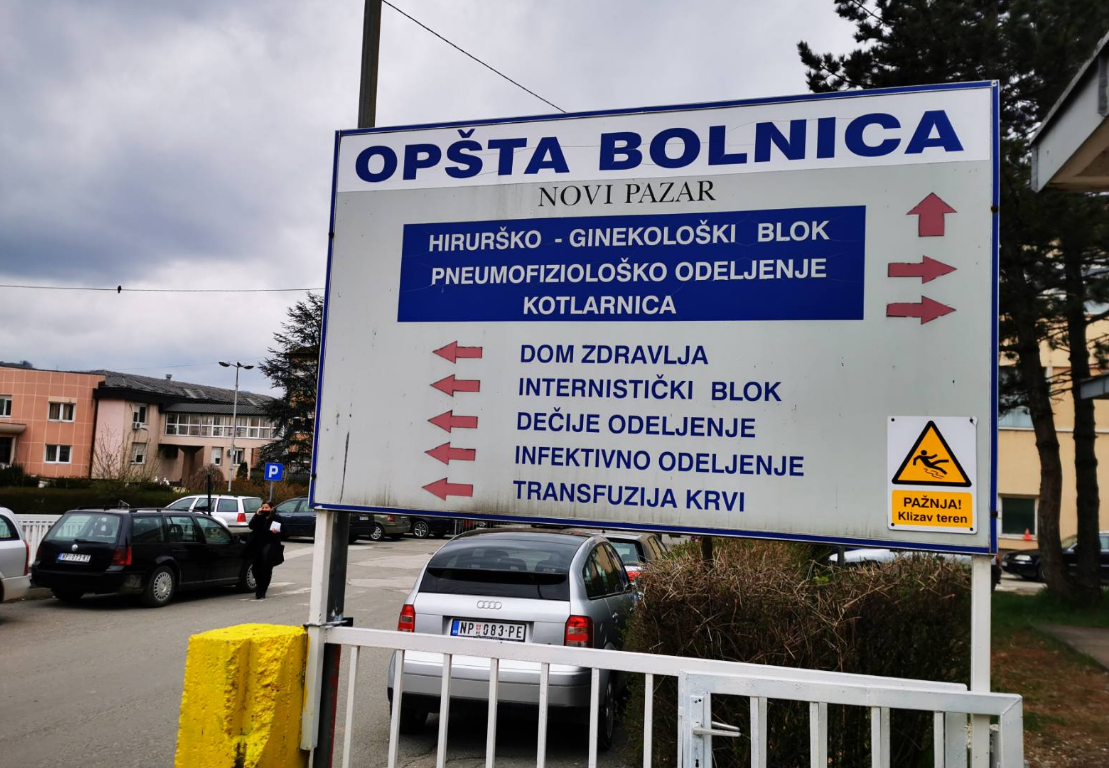 OPŠTA BOLNICA
NOVI PAZAR
HIRURŠKO - GINEKOLOŠKI BLOK
PNEUMOFIZIOLOŠKO ODELJENJE
KOTLARNICA
DOM ZDRAVLJA
INTERNISTIČKI BLOK
DEČIJE ODELJENJE
INFEKTIVNO ODELJENJE
TRANSFUZIJA KRVI
PAŽNJA!
Klizav teren
P
NP 083-PE